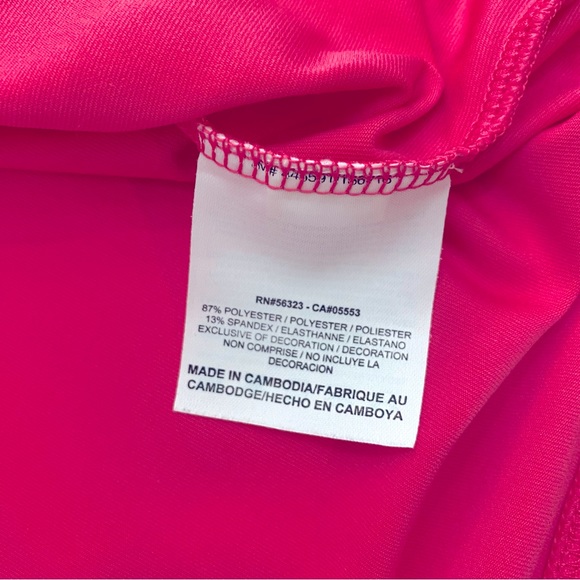 RN#56323 - CA#05553
87% POLYESTER / POLYESTER / POLIESTER
13% SPANDEX / ELASTHANNE / ELASTANO
EXCLUSIVE OF DECORATION / DECORATION
NON COMPRISE / NO INCLUYE LA
DECORACION
MADE IN CAMBODIA/FABRIQUE AU
CAMBODGE/HECHO EN CAMBOYA